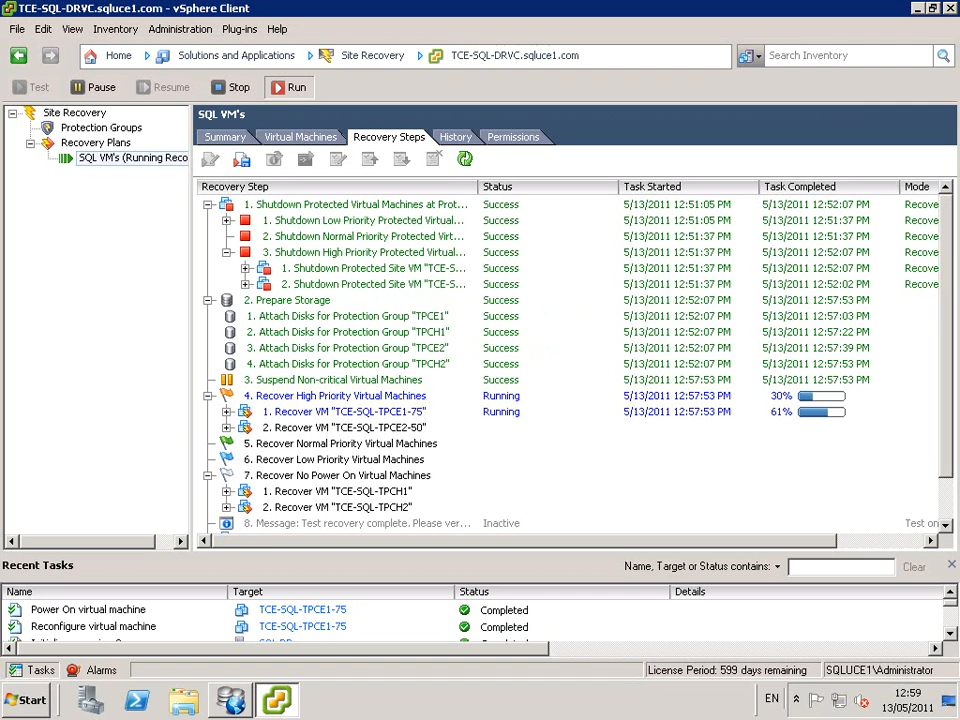 TCE-SQL-DRVC.sqluce1.com - vSphere Client
File Edit View Inventory Administration Plug-ins Help
Home Solutions and Applications Site Recovery TCE-SQL-DRVC.sqluce1.com Search Inventory
Test Pause Resume Stop Run
Site Recovery
Protection Groups
Recovery Plans
SQL VM's (Running Reco
SQL VM's
Summary Virtual Machines Recovery Steps History Permissions
Recovery Step Status Task Started Task Completed Mode
1. Shutdown Protected Virtual Machines at Prot... Success 5/13/2011 12:51:05 PM 5/13/2011 12:52:07 PM Recove
1. Shutdown Low Priority Protected Virtual... Success 5/13/2011 12:51:05 PM 5/13/2011 12:51:37 PM Recove
2. Shutdown Normal Priority Protected Virt... Success 5/13/2011 12:51:37 PM 5/13/2011 12:51:37 PM Recove
3. Shutdown High Priority Protected Virtual... Success 5/13/2011 12:51:37 PM 5/13/2011 12:52:07 PM Recove
1. Shutdown Protected Site VM "TCE-S... Success 5/13/2011 12:51:37 PM 5/13/2011 12:52:02 PM Recove
2. Shutdown Protected Site VM "TCE-S... Success 5/13/2011 12:52:02 PM 5/13/2011 12:52:07 PM Recove
2. Prepare Storage Success 5/13/2011 12:52:07 PM 5/13/2011 12:57:53 PM
1. Attach Disks for Protection Group "TPCE1" Success 5/13/2011 12:52:07 PM 5/13/2011 12:57:03 PM
2. Attach Disks for Protection Group "TPCH1" Success 5/13/2011 12:52:07 PM 5/13/2011 12:57:22 PM
3. Attach Disks for Protection Group "TPCE2" Success 5/13/2011 12:52:07 PM 5/13/2011 12:57:39 PM
4. Attach Disks for Protection Group "TPCH2" Success 5/13/2011 12:52:07 PM 5/13/2011 12:57:53 PM
3. Suspend Non-critical Virtual Machines Success 5/13/2011 12:57:53 PM 5/13/2011 12:57:53 PM
4. Recover High Priority Virtual Machines Running 5/13/2011 12:57:53 PM 30%
1. Recover VM "TCE-SQL-TPCE1-75" Running 5/13/2011 12:57:53 PM 61%
2. Recover VM "TCE-SQL-TPCE2-50"
5. Recover Normal Priority Virtual Machines
6. Recover Low Priority Virtual Machines
7. Recover No Power On Virtual Machines
1. Recover VM "TCE-SQL-TPCH1"
2. Recover VM "TCE-SQL-TPCH2"
8. Message: Test recovery complete. Please ver... Inactive Test on
Recent Tasks Name, Target or Status contains: Clear
Name Target Status Details
Power On virtual machine TCE-SQL-TPCE1-75 Completed
Reconfigure virtual machine TCE-SQL-TPCE1-75 Completed
Tasks Alarms License Period: 599 days remaining SQLUCE1\Administrator
Start EN 12:59
13/05/2011